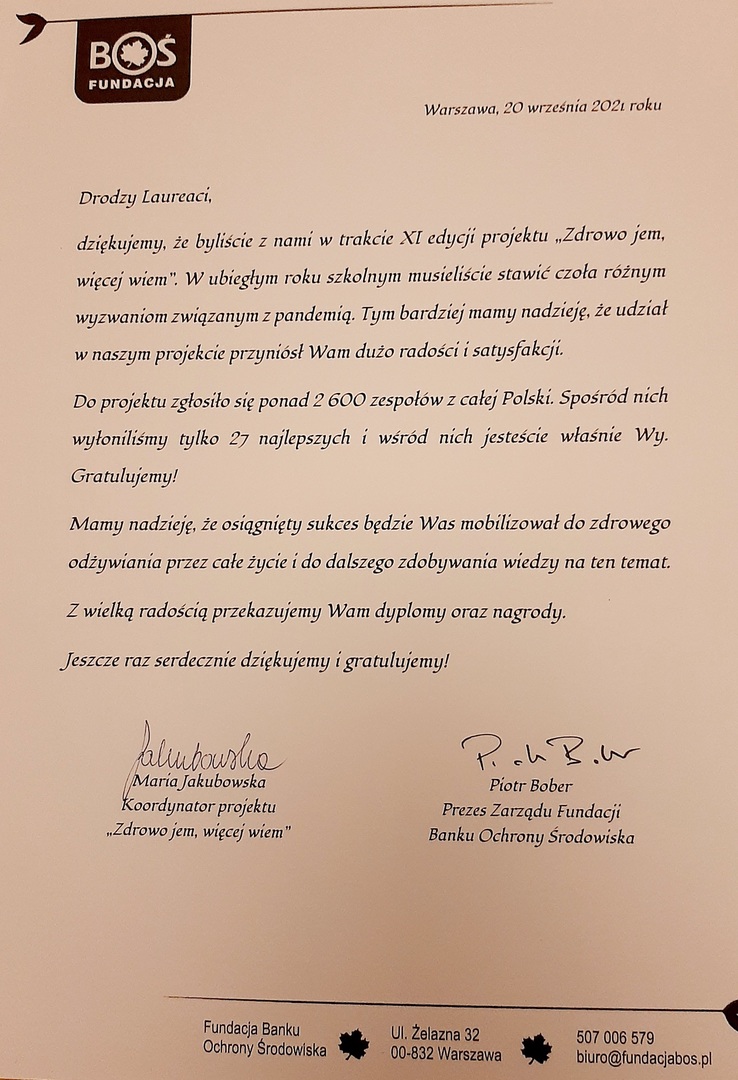 BOŚ
FUNDACJA
Warszawa, 20 września 2021 roku
Drodzy Laureaci,
dziękujemy, że byliście z nami w trakcie XI edycji projektu „Zdrowo jem,
więcej wiem”. W ubiegłym roku szkolnym musieliście stawić czoła różnym
wyzwaniom związanym z pandemią. Tym bardziej mamy nadzieję, że udział
w naszym projekcie przyniósł Wam dużo radości i satysfakcji.
Do projektu zgłosiło się ponad 2 600 zespołów z całej Polski. Spośród nich
wyłoniliśmy tylko 27 najlepszych i wśród nich jesteście właśnie Wy.
Gratulujemy!
Mamy nadzieję, że osiągnięty sukces będzie Was mobilizował do zdrowego
odżywiania przez całe życie i do dalszego zdobywania wiedzy na ten temat.
Z wielką radością przekazujemy Wam dyplomy oraz nagrody.
Jeszcze raz serdecznie dziękujemy i gratulujemy!
Jakubowska
Maria Jakubowska
Koordynator projektu
„Zdrowo jem, więcej wiem”
Piotr Bober
Prezes Zarządu Fundacji
Banku Ochrony Środowiska
Fundacja Banku
Ochrony Środowiska
Ul. Żelazna 32
00-832 Warszawa
507 006 579
biuro@fundacjabos.pl